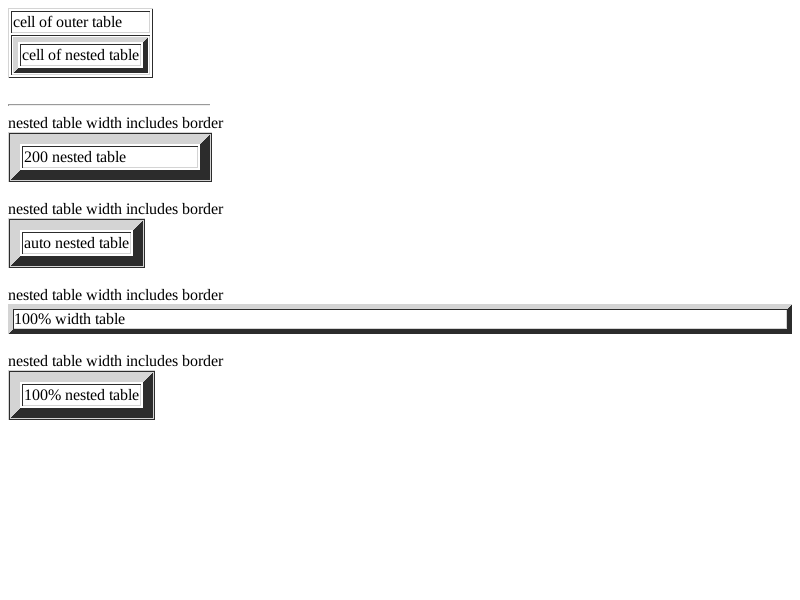 cell of outer table
cell of nested table
nested table width includes border
200 nested table
nested table width includes border
auto nested table
nested table width includes border
100% width table
nested table width includes border
100% nested table